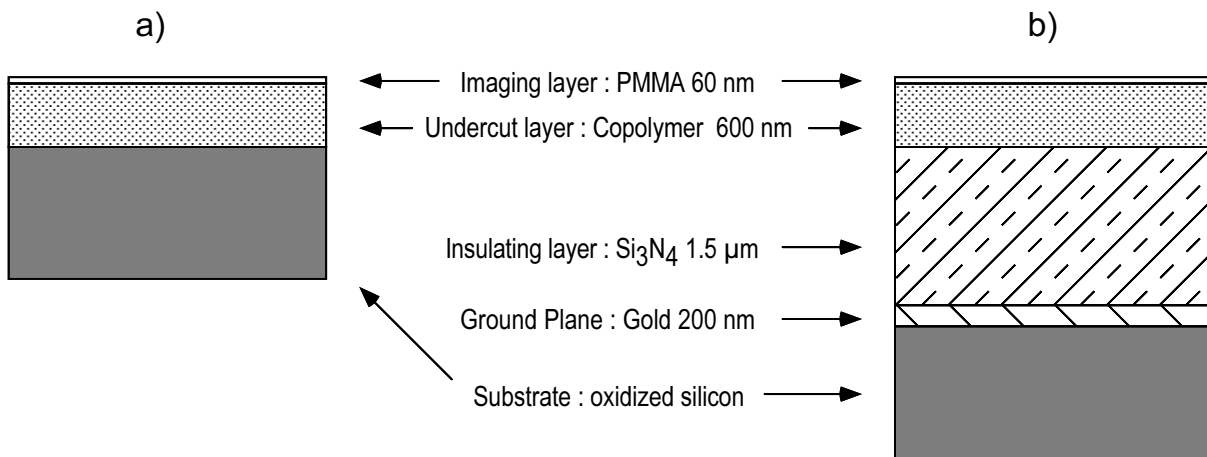 a)
b)
Imaging layer : PMMA 60 nm
Undercut layer : Copolymer 600 nm
Insulating layer : Si3N4 1.5 µm
Ground Plane : Gold 200 nm
Substrate : oxidized silicon